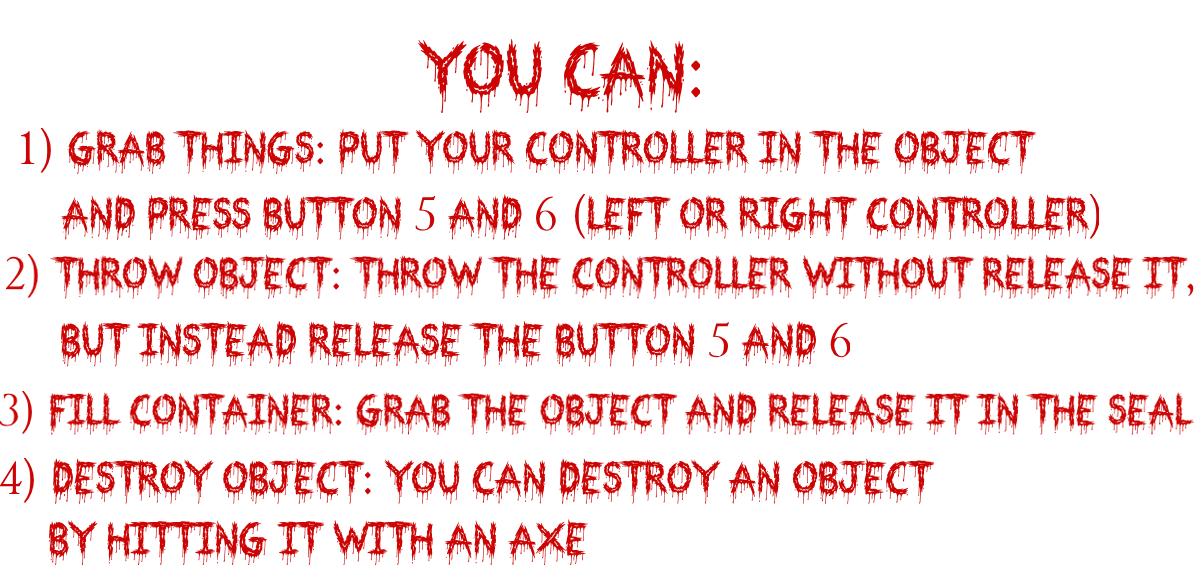 YOU CAN:
1) GRAB THINGS: PUT YOUR CONTROLLER IN THE OBJECT
AND PRESS BUTTON 5 AND 6 (LEFT OR RIGHT CONTROLLER)
2) THROW OBJECT: THROW THE CONTROLLER WITHOUT RELEASE IT,
BUT INSTEAD RELEASE THE BUTTON 5 AND 6
3) FILL CONTAINER: GRAB THE OBJECT AND RELEASE IT IN THE SEAL
4) DESTROY OBJECT: YOU CAN DESTROY AN OBJECT
BY HITTING IT WITH AN AXE